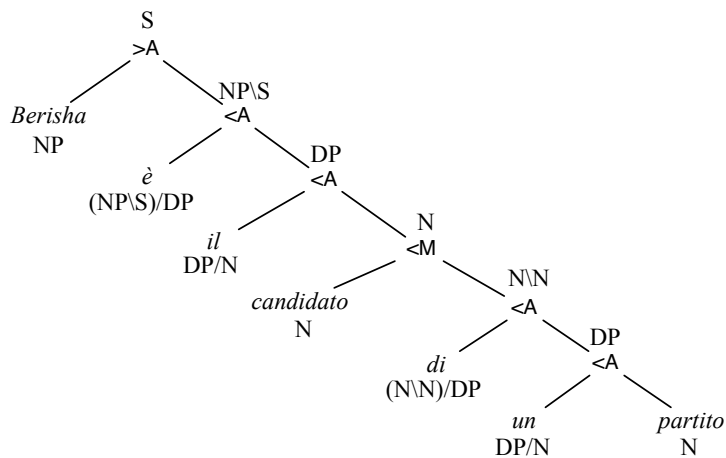 S
>A
NP\S
Berisha
<A
NP
DP
è
<A
(NP\S)/DP
N
il
<M
DP/N
N\N
candidato
<A
N
DP
di
<A
(N\N)/DP
un
partito
DP/N
N